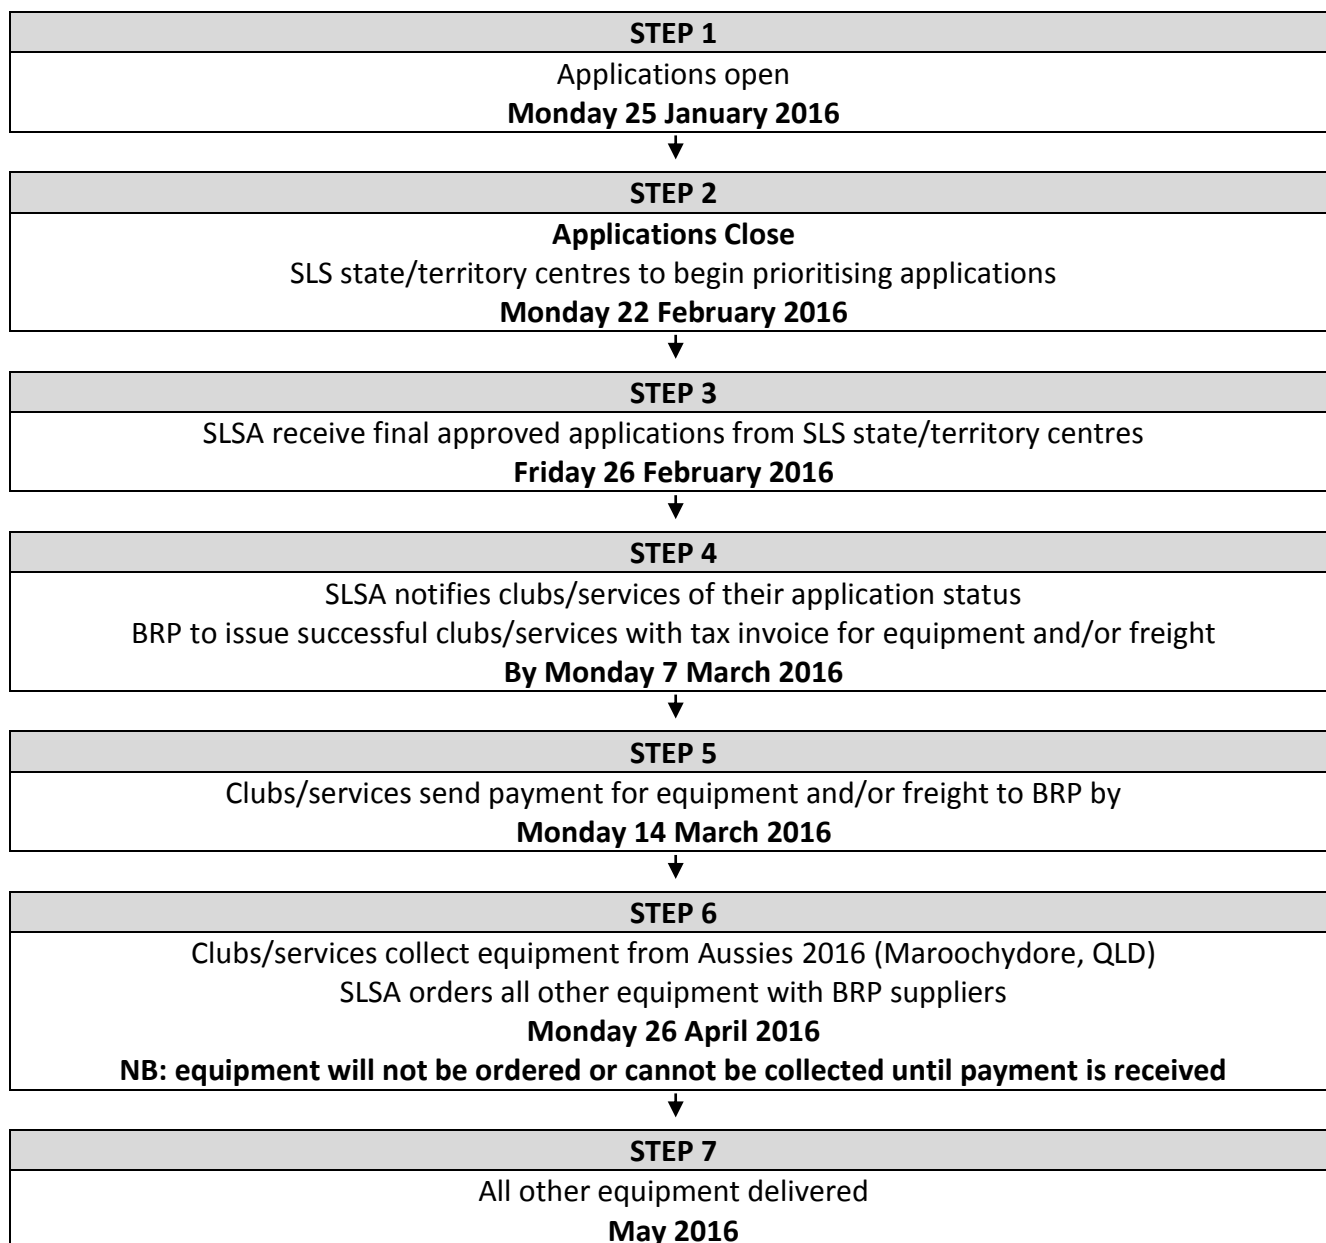 STEP 1
Applications open
Monday 25 January 2016
STEP 2
Applications Close
SLS state/territory centres to begin prioritising applications
Monday 22 February 2016
STEP 3
SLSA receive final approved applications from SLS state/territory centres
Friday 26 February 2016
STEP 4
SLSA notifies clubs/services of their application status
BRP to issue successful clubs/services with tax invoice for equipment and/or freight
By Monday 7 March 2016
STEP 5
Clubs/services send payment for equipment and/or freight to BRP by
Monday 14 March 2016
STEP 6
Clubs/services collect equipment from Aussies 2016 (Maroochydore, QLD)
SLSA orders all other equipment with BRP suppliers
Monday 26 April 2016
NB: equipment will not be ordered or cannot be collected until payment is received
STEP 7
All other equipment delivered
May 2016